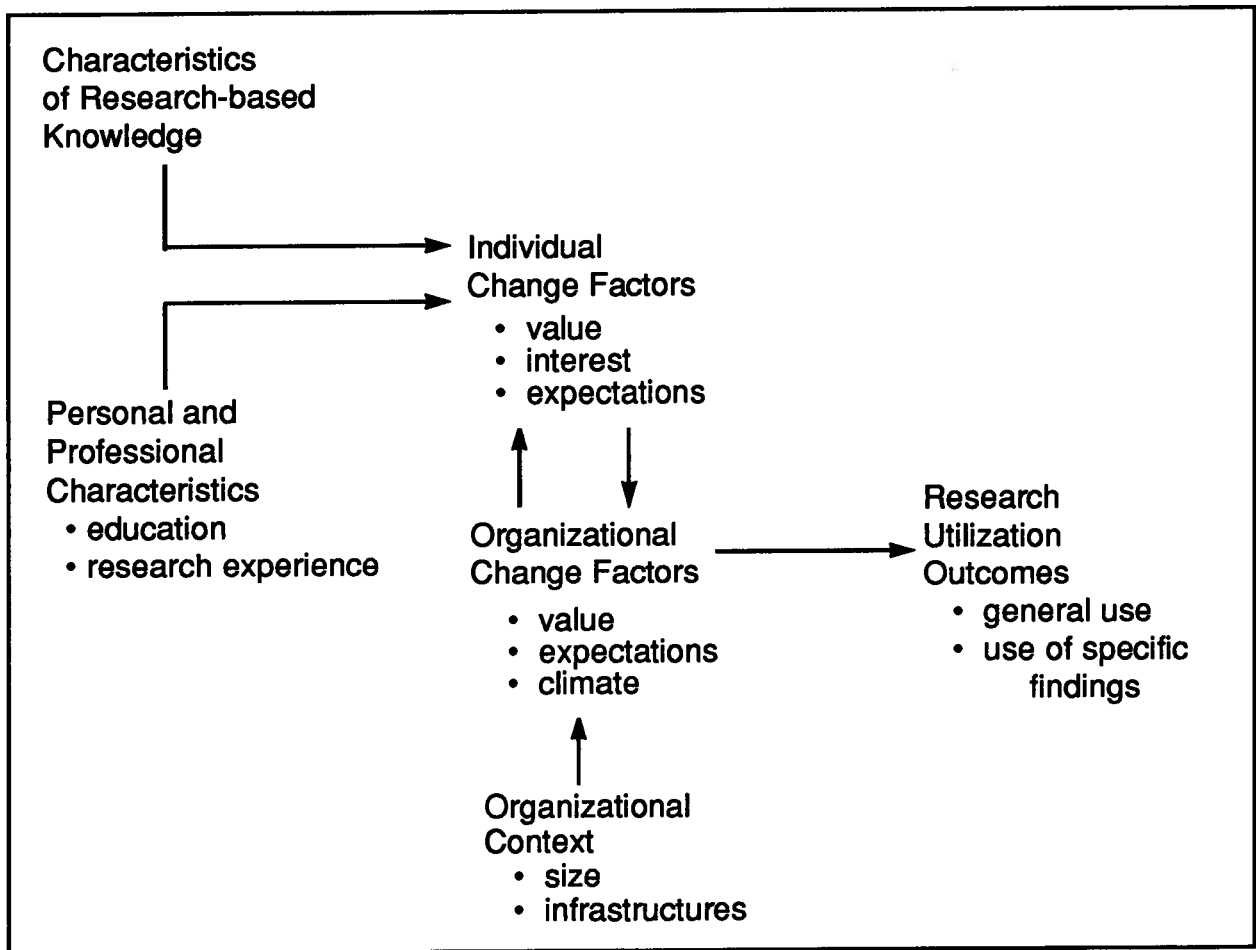 Characteristics
of Research-based
Knowledge
Individual
Change Factors
• value
• interest
• expectations
Personal and
Professional
Characteristics
• education
• research experience
Organizational
Change Factors
• value
• expectations
• climate
Research
Utilization
Outcomes
• general use
• use of specific
findings
Organizational
Context
• size
• infrastructures